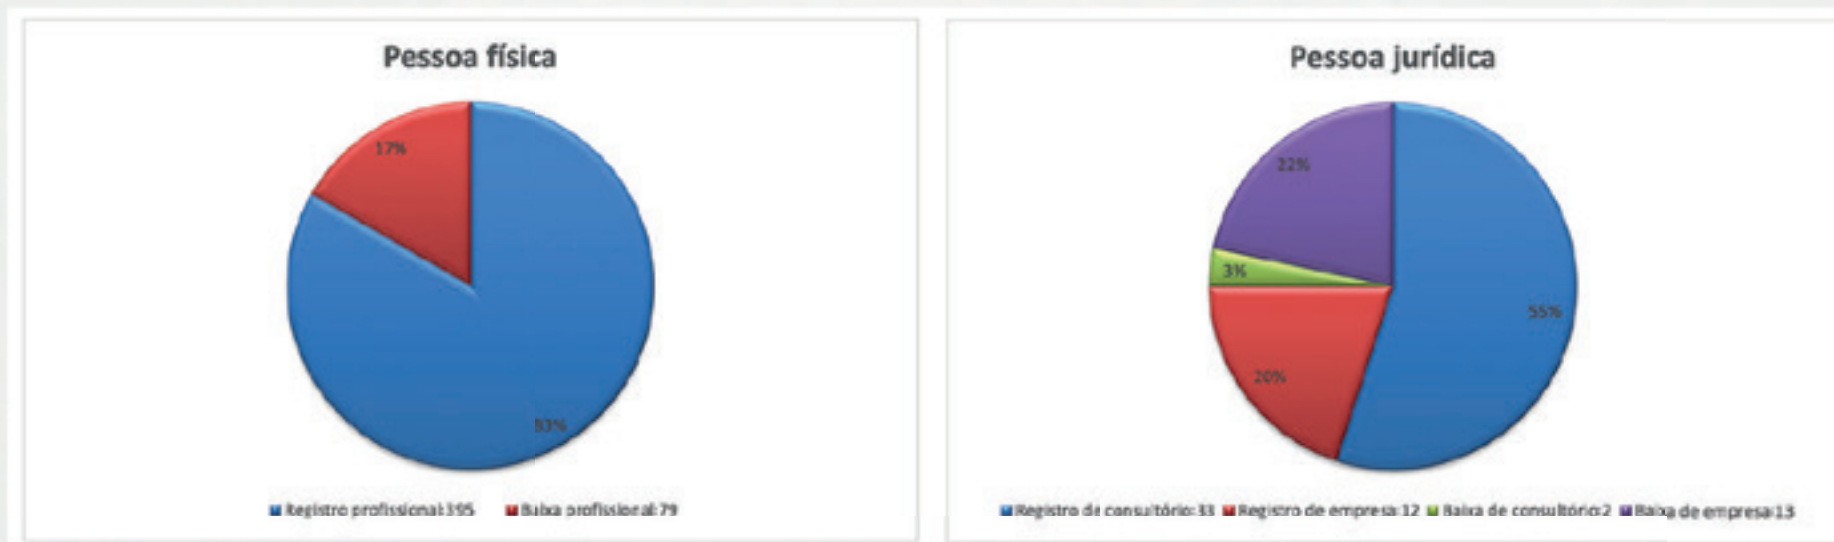 Pessoa física
17%
83%
Registro profissional:395 Baixa profissional:79
Pessoa jurídica
22%
3%
55%
20%
Registro de consultório:33 Registro de empresa:12 Baixa de consultório:2 Baixa de empresa:13